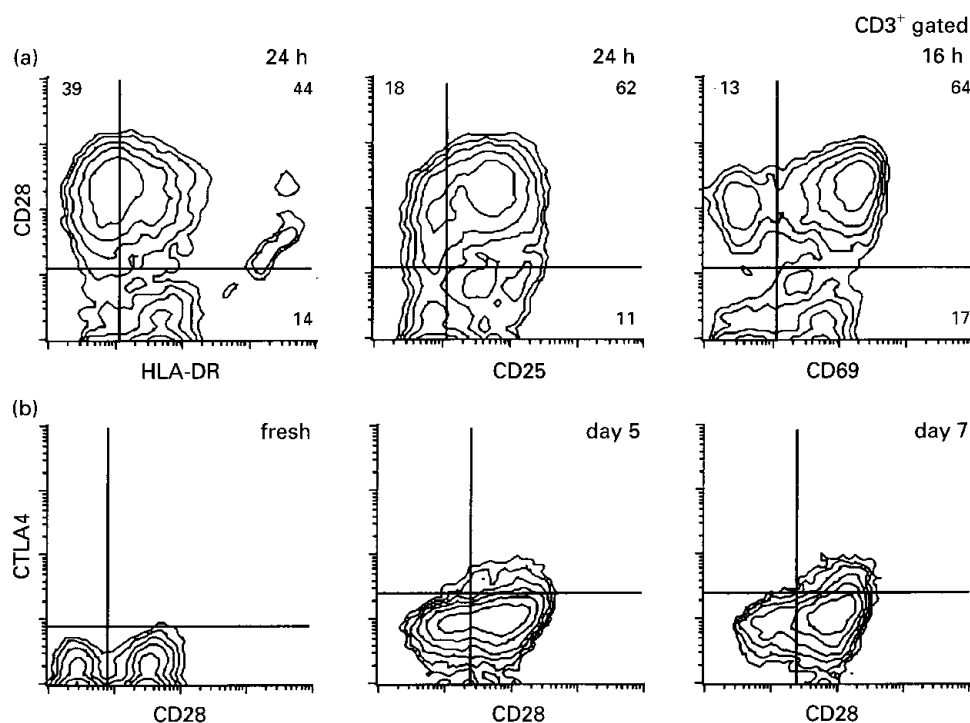 CD3⁺ gated
(a)
24 h
24 h
16 h
39
44
18
62
13
64
CD28
14
11
17
HLA-DR
CD25
CD69
(b)
fresh
day 5
day 7
CTLA4
CD28
CD28
CD28